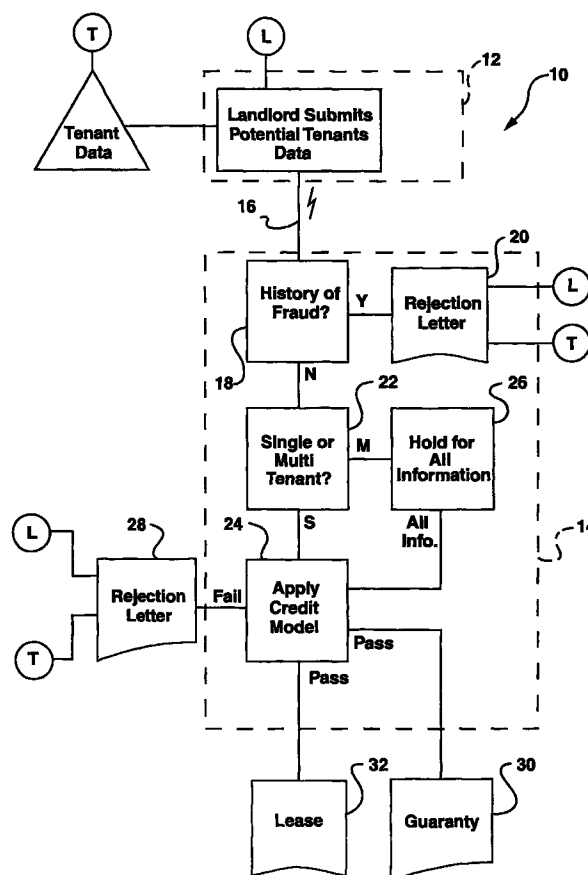 T
L
12
10
Tenant
Data
Landlord Submits
Potential Tenants
Data
16
20
History of
Fraud?
Y
Rejection
Letter
L
T
18
N
22
26
Single or
Multi
Tenant?
M
Hold for
All
Information
S
All
Info.
14
L
28
24
Rejection
Letter
Fail
Apply
Credit
Model
T
Pass
Pass
32
30
Lease
Guaranty